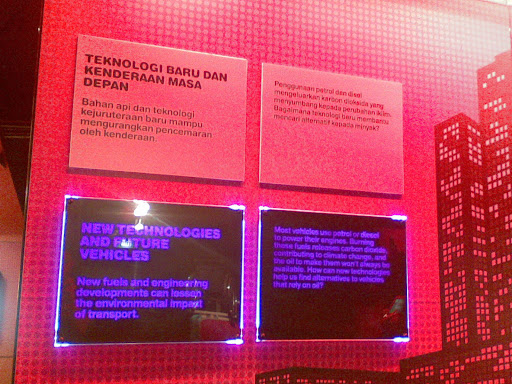 TEKNOLOGI BARU DAN
KENDERAAN MASA
DEPAN
Bahan api dan teknologi
kejuruteraan baru mampu
mengurangkan pencemaran
oleh kenderaan.
Penggunaan petrol dan disel
mengeluarkan karbon dioksida yang
menyumbang kepada perubahan iklim.
Bagaimana teknologi baru membantu
mencari alternatif kepada minyak?
NEW TECHNOLOGIES
AND FUTURE
VEHICLES
New fuels and engineering
developments can lessen
the environmental impact
of transport.
Most vehicles use petrol or diesel
to power their engines. Burning
these fuels releases carbon dioxide,
contributing to climate change, and
the oil to make them won't always be
available. How can new technologies
help us find alternatives to vehicles
that rely on oil?